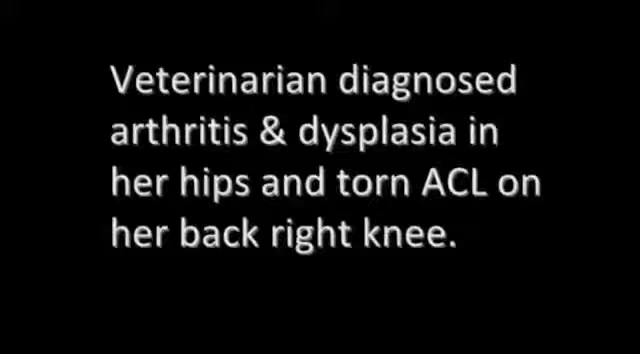 Veterinarian diagnosed
arthritis & dysplasia in
her hips and torn ACL on
her back right knee.